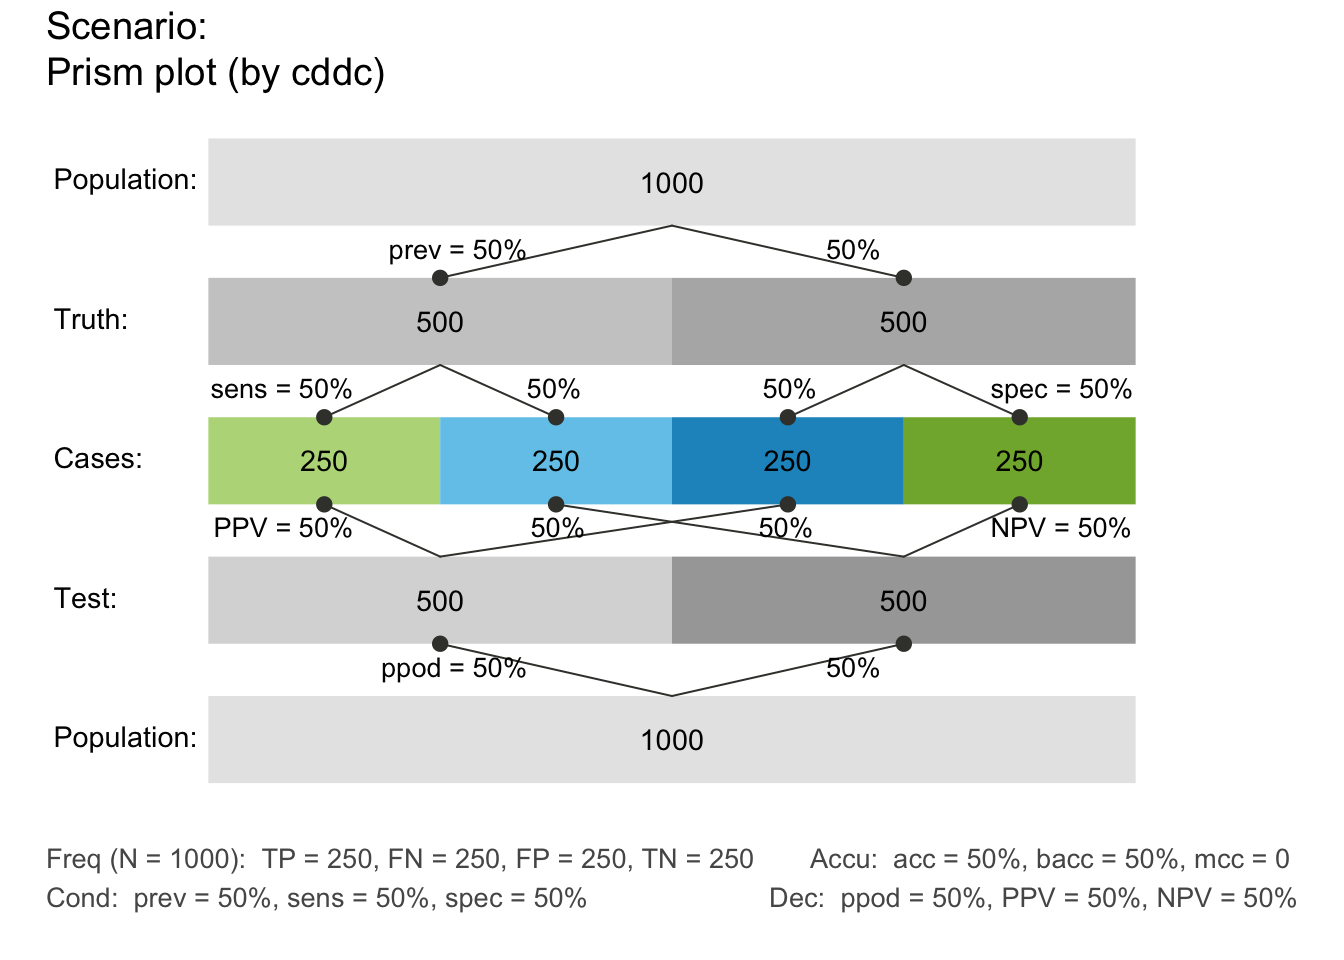 Scenario:
Prism plot (by cddc)
Population:
1000
prev = 50%
50%
Truth:
500
500
sens = 50%
50%
50%
spec = 50%
Cases:
250
250
250
250
PPV = 50%
50%
50%
NPV = 50%
Test:
500
500
ppod = 50%
50%
Population:
1000
Freq (N = 1000):  TP = 250, FN = 250, FP = 250, TN = 250
Accu:  acc = 50%, bacc = 50%, mcc = 0
Cond:  prev = 50%, sens = 50%, spec = 50%
Dec:  ppod = 50%, PPV = 50%, NPV = 50%